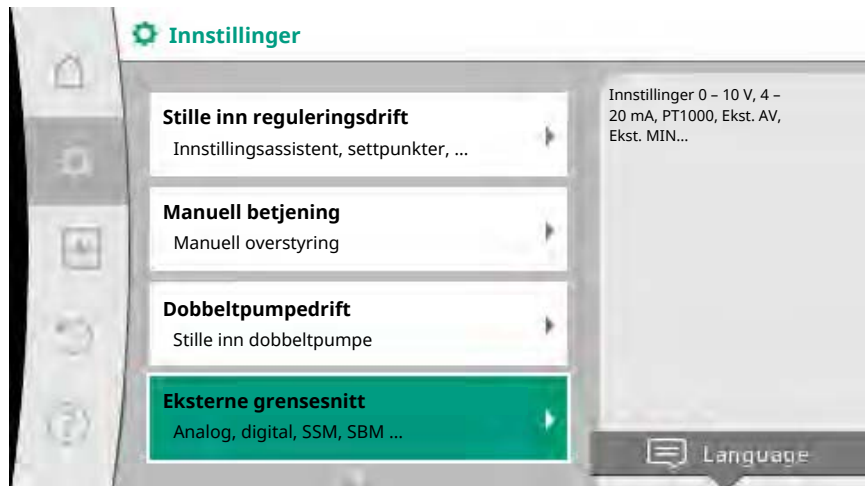 Innstillinger
Stille inn reguleringsdrift
Innstillingsassistent, settpunkter, ...
Manuell betjening
Manuell overstyring
Dobbeltpumpedrift
Stille inn dobbeltpumpe
Eksterne grensesnitt
Analog, digital, SSM, SBM ...
Innstillinger 0 – 10 V, 4 –
20 mA, PT1000, Ekst. AV,
Ekst. MIN...
Language